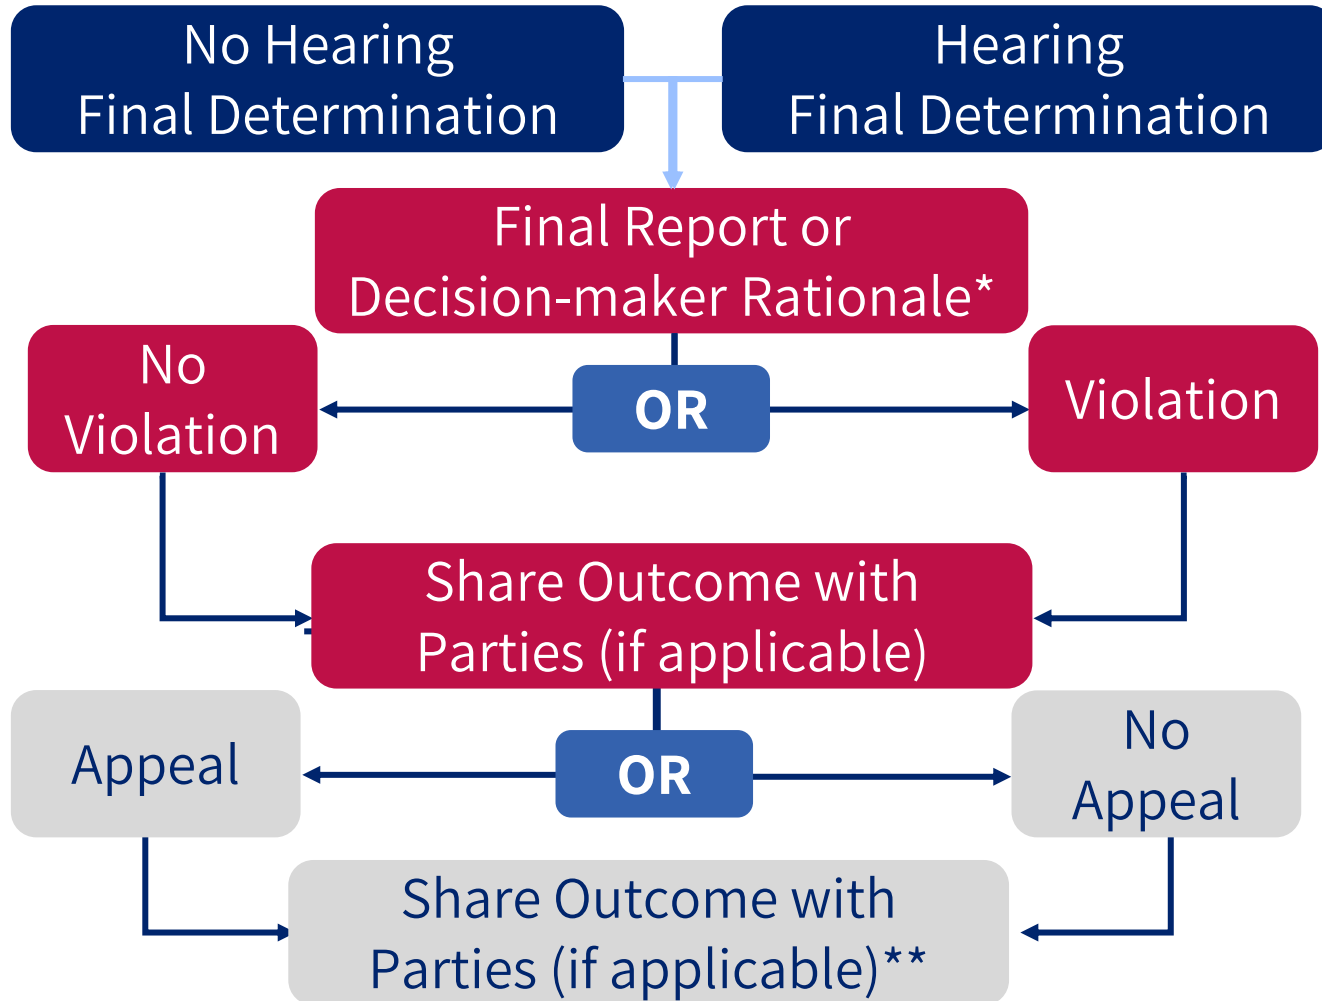 No Hearing
Final Determination
Hearing
Final Determination
Final Report or
Decision-maker Rationale*
No
Violation
OR
Violation
Share Outcome with
Parties (if applicable)
Appeal
OR
No
Appeal
Share Outcome with
Parties (if applicable)**